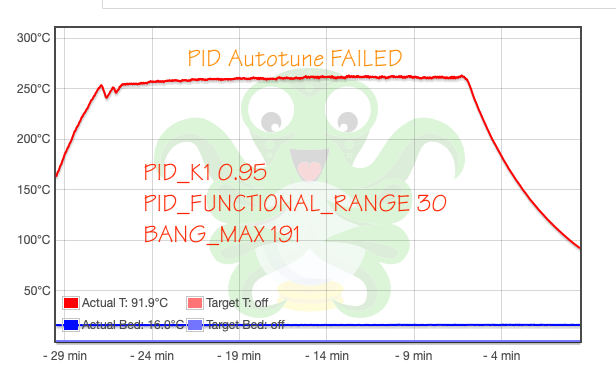 300°C
PID Autotune FAILED
250°C
200°C
PID_K1 0.95
150°C
PID_FUNCTIONAL_RANGE 30
BANG_MAX 191
100°C
50°C
Actual T: 91.9°C Target T: off
Actual Bed: 16.0°C Target Bed: off
- 29 min - 24 min - 19 min - 14 min - 9 min - 4 min